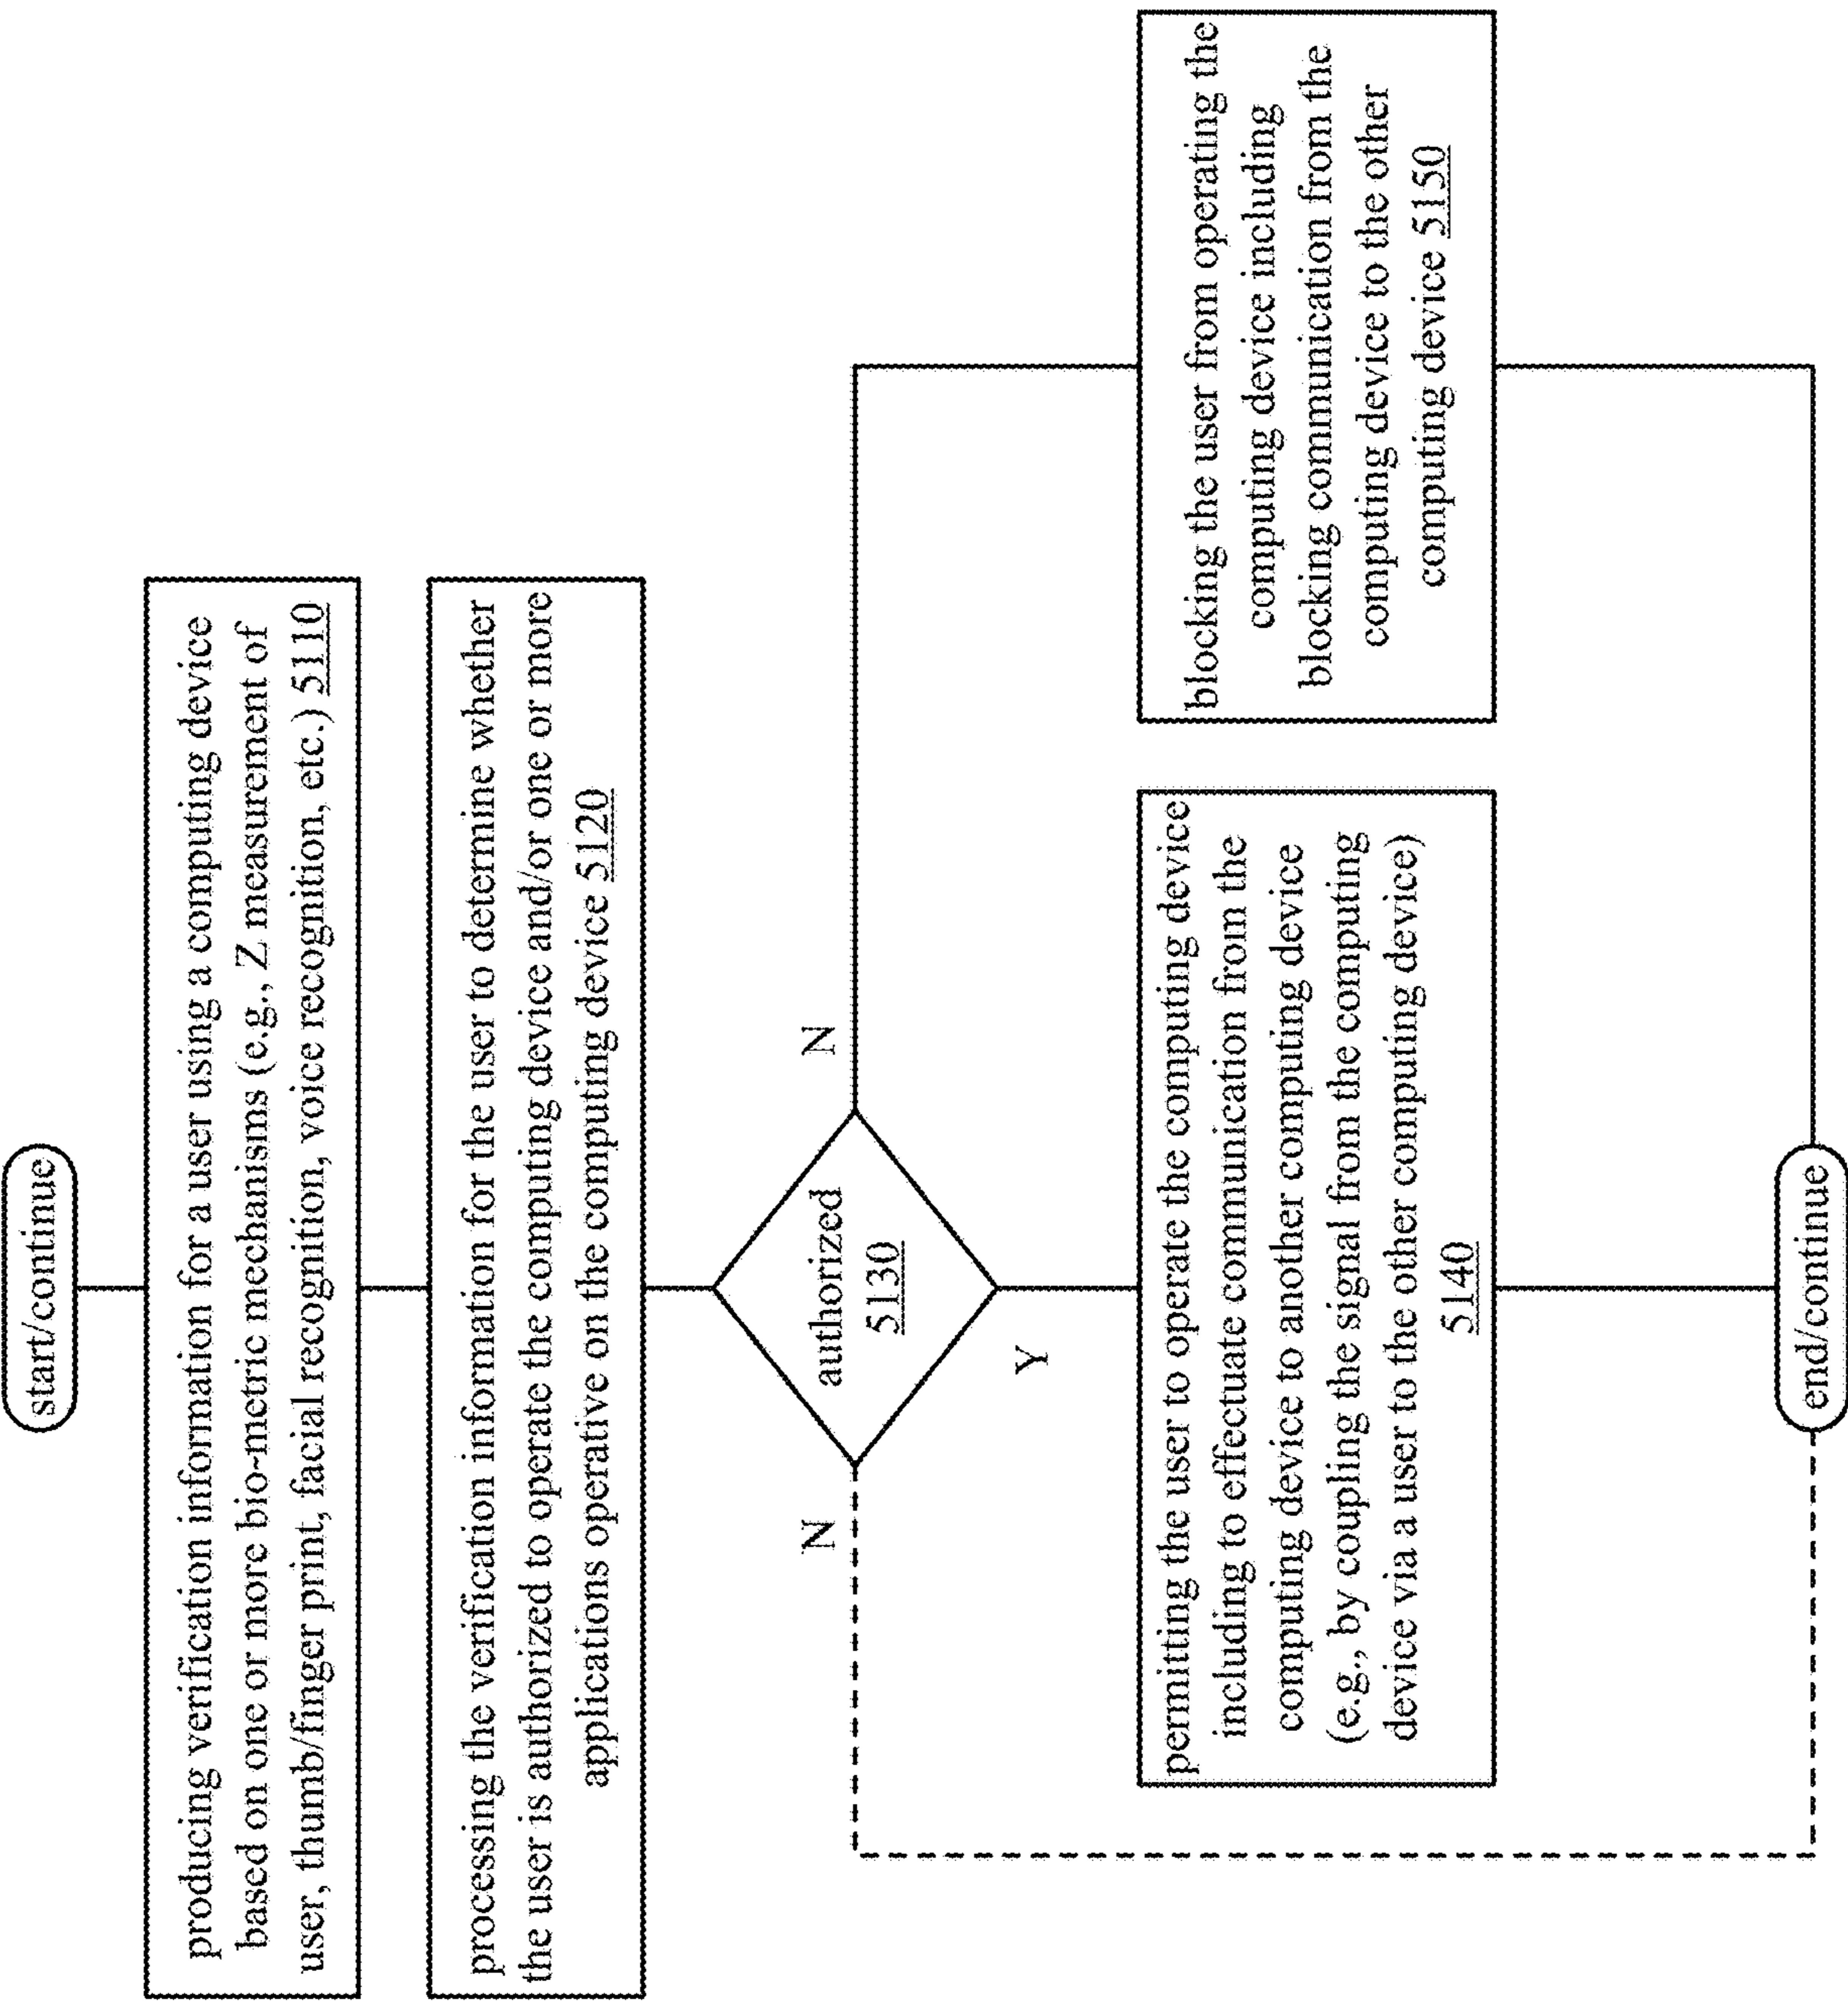 start/continue
producing verification information for a user using a computing device
based on one or more bio-metric mechanisms (e.g., Z measurement of
user, thumb/finger print, facial recognition, voice recognition, etc.) 5110
processing the verification information for the user to determine whether
the user is authorized to operate the computing device and/or one or more
applications operative on the computing device 5120
authorized
5130
N
N
Y
permiting the user to operate the computing device
including to effectuate communication from the
computing device to another computing device
(e.g., by coupling the signal from the computing
device via a user to the other computing device)
5140
blocking the user from operating the
computing device including
blocking communication from the
computing device to the other
computing device 5150
end/continue